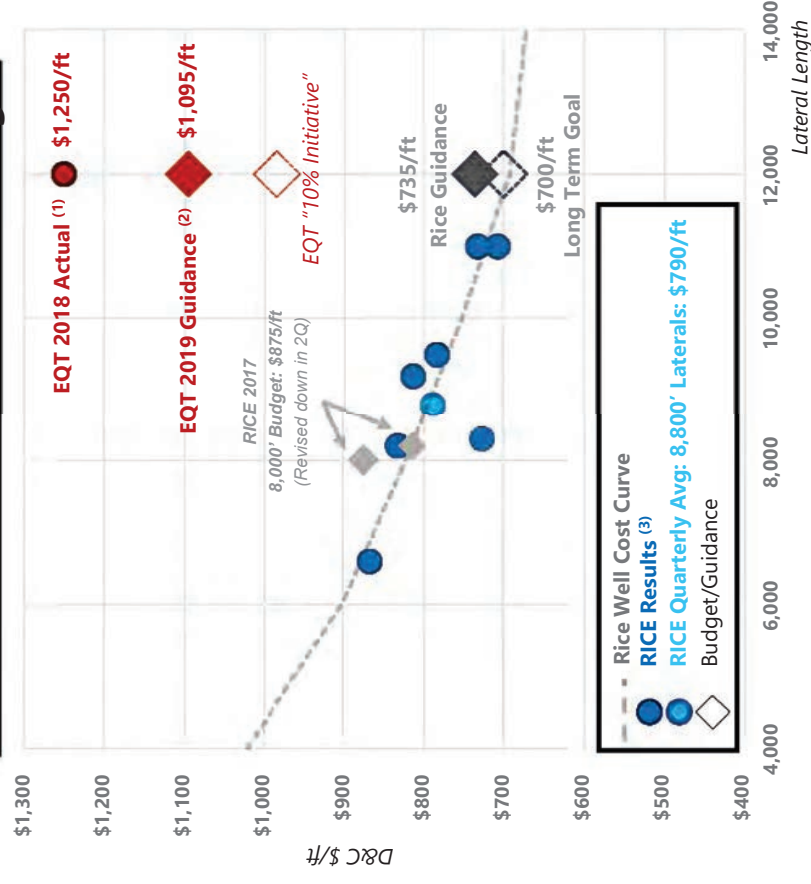 $1,300
$1,200
$1,100
$1,000
$900
$800
$700
$600
$500
$400
D&C $/ft
4,000
6,000
8,000
10,000
12,000
14,000
Lateral Length
EQT 2018 Actual (1)
$1,250/ft
EQT 2019 Guidance (2)
$1,095/ft
EQT "10% Initiative"
RICE 2017
8,000' Budget: $875/ft
(Revised down in 2Q)
$735/ft
Rice Guidance
$700/ft
Long Term Goal
Rice Well Cost Curve
RICE Results (3)
RICE Quarterly Avg: 8,800' Laterals: $790/ft
Budget/Guidance